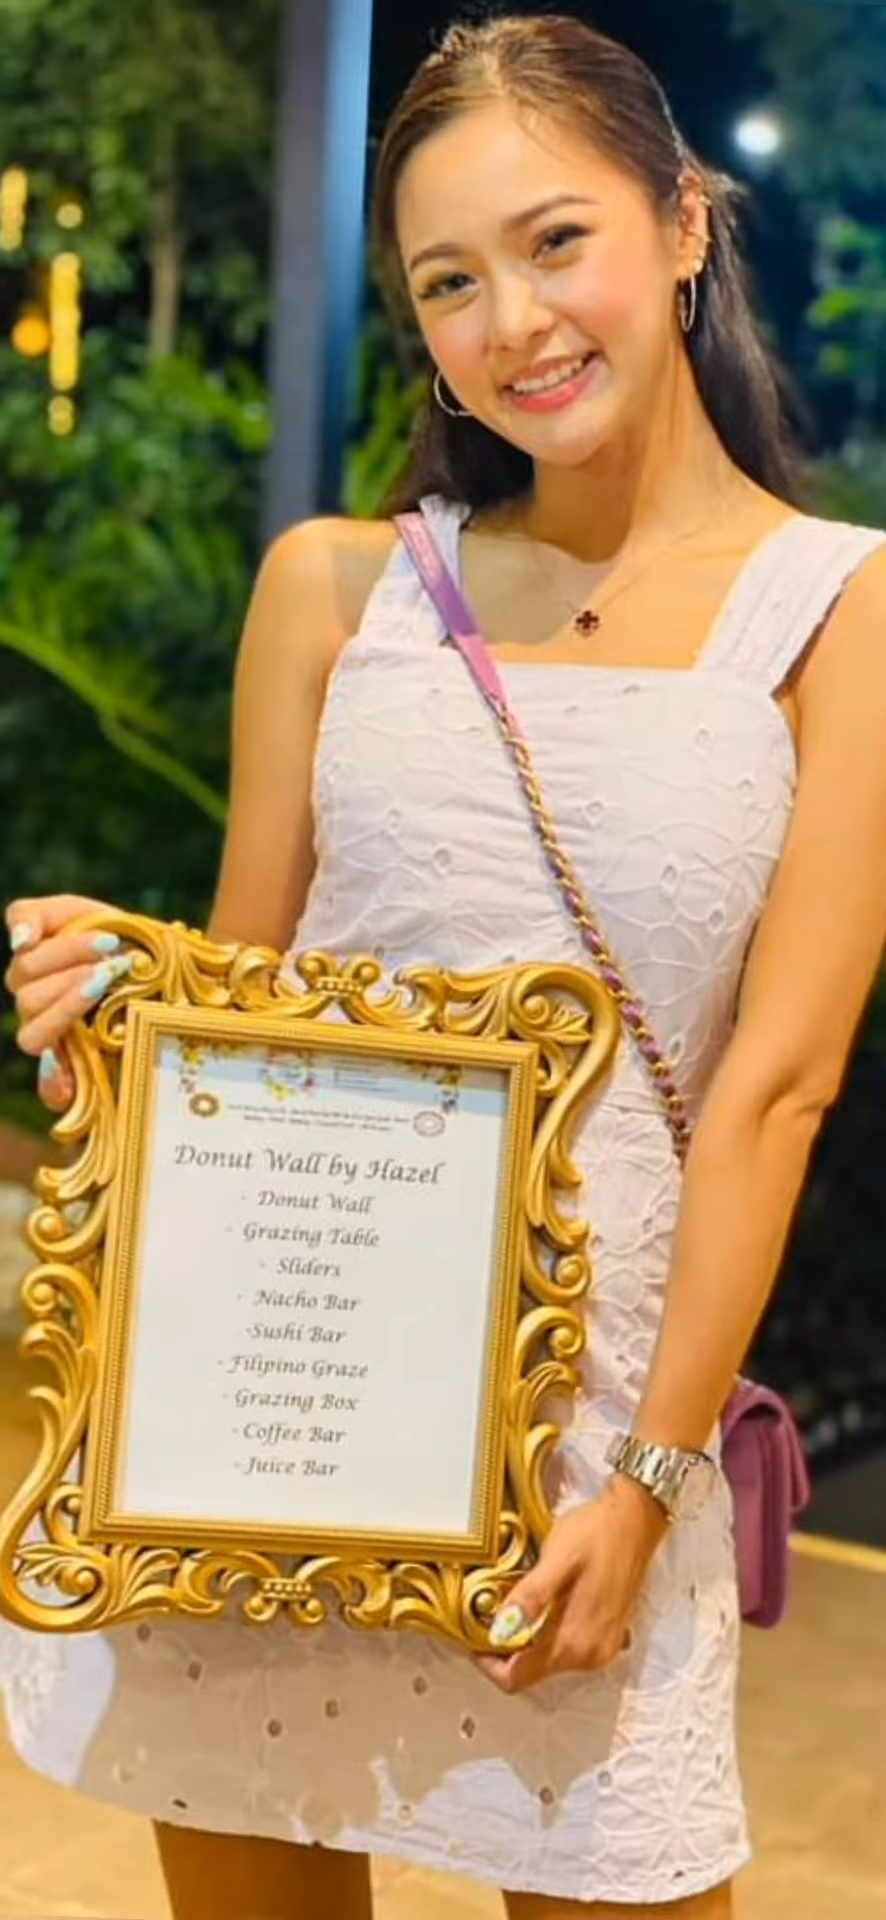 Donut Wall by Hazel
- Donut Wall
- Grazing Table
- Sliders
- Nacho Bar
-Sushi Bar
- Filipino Graze
- Grazing Box
- Coffee Bar
- Juice Bar